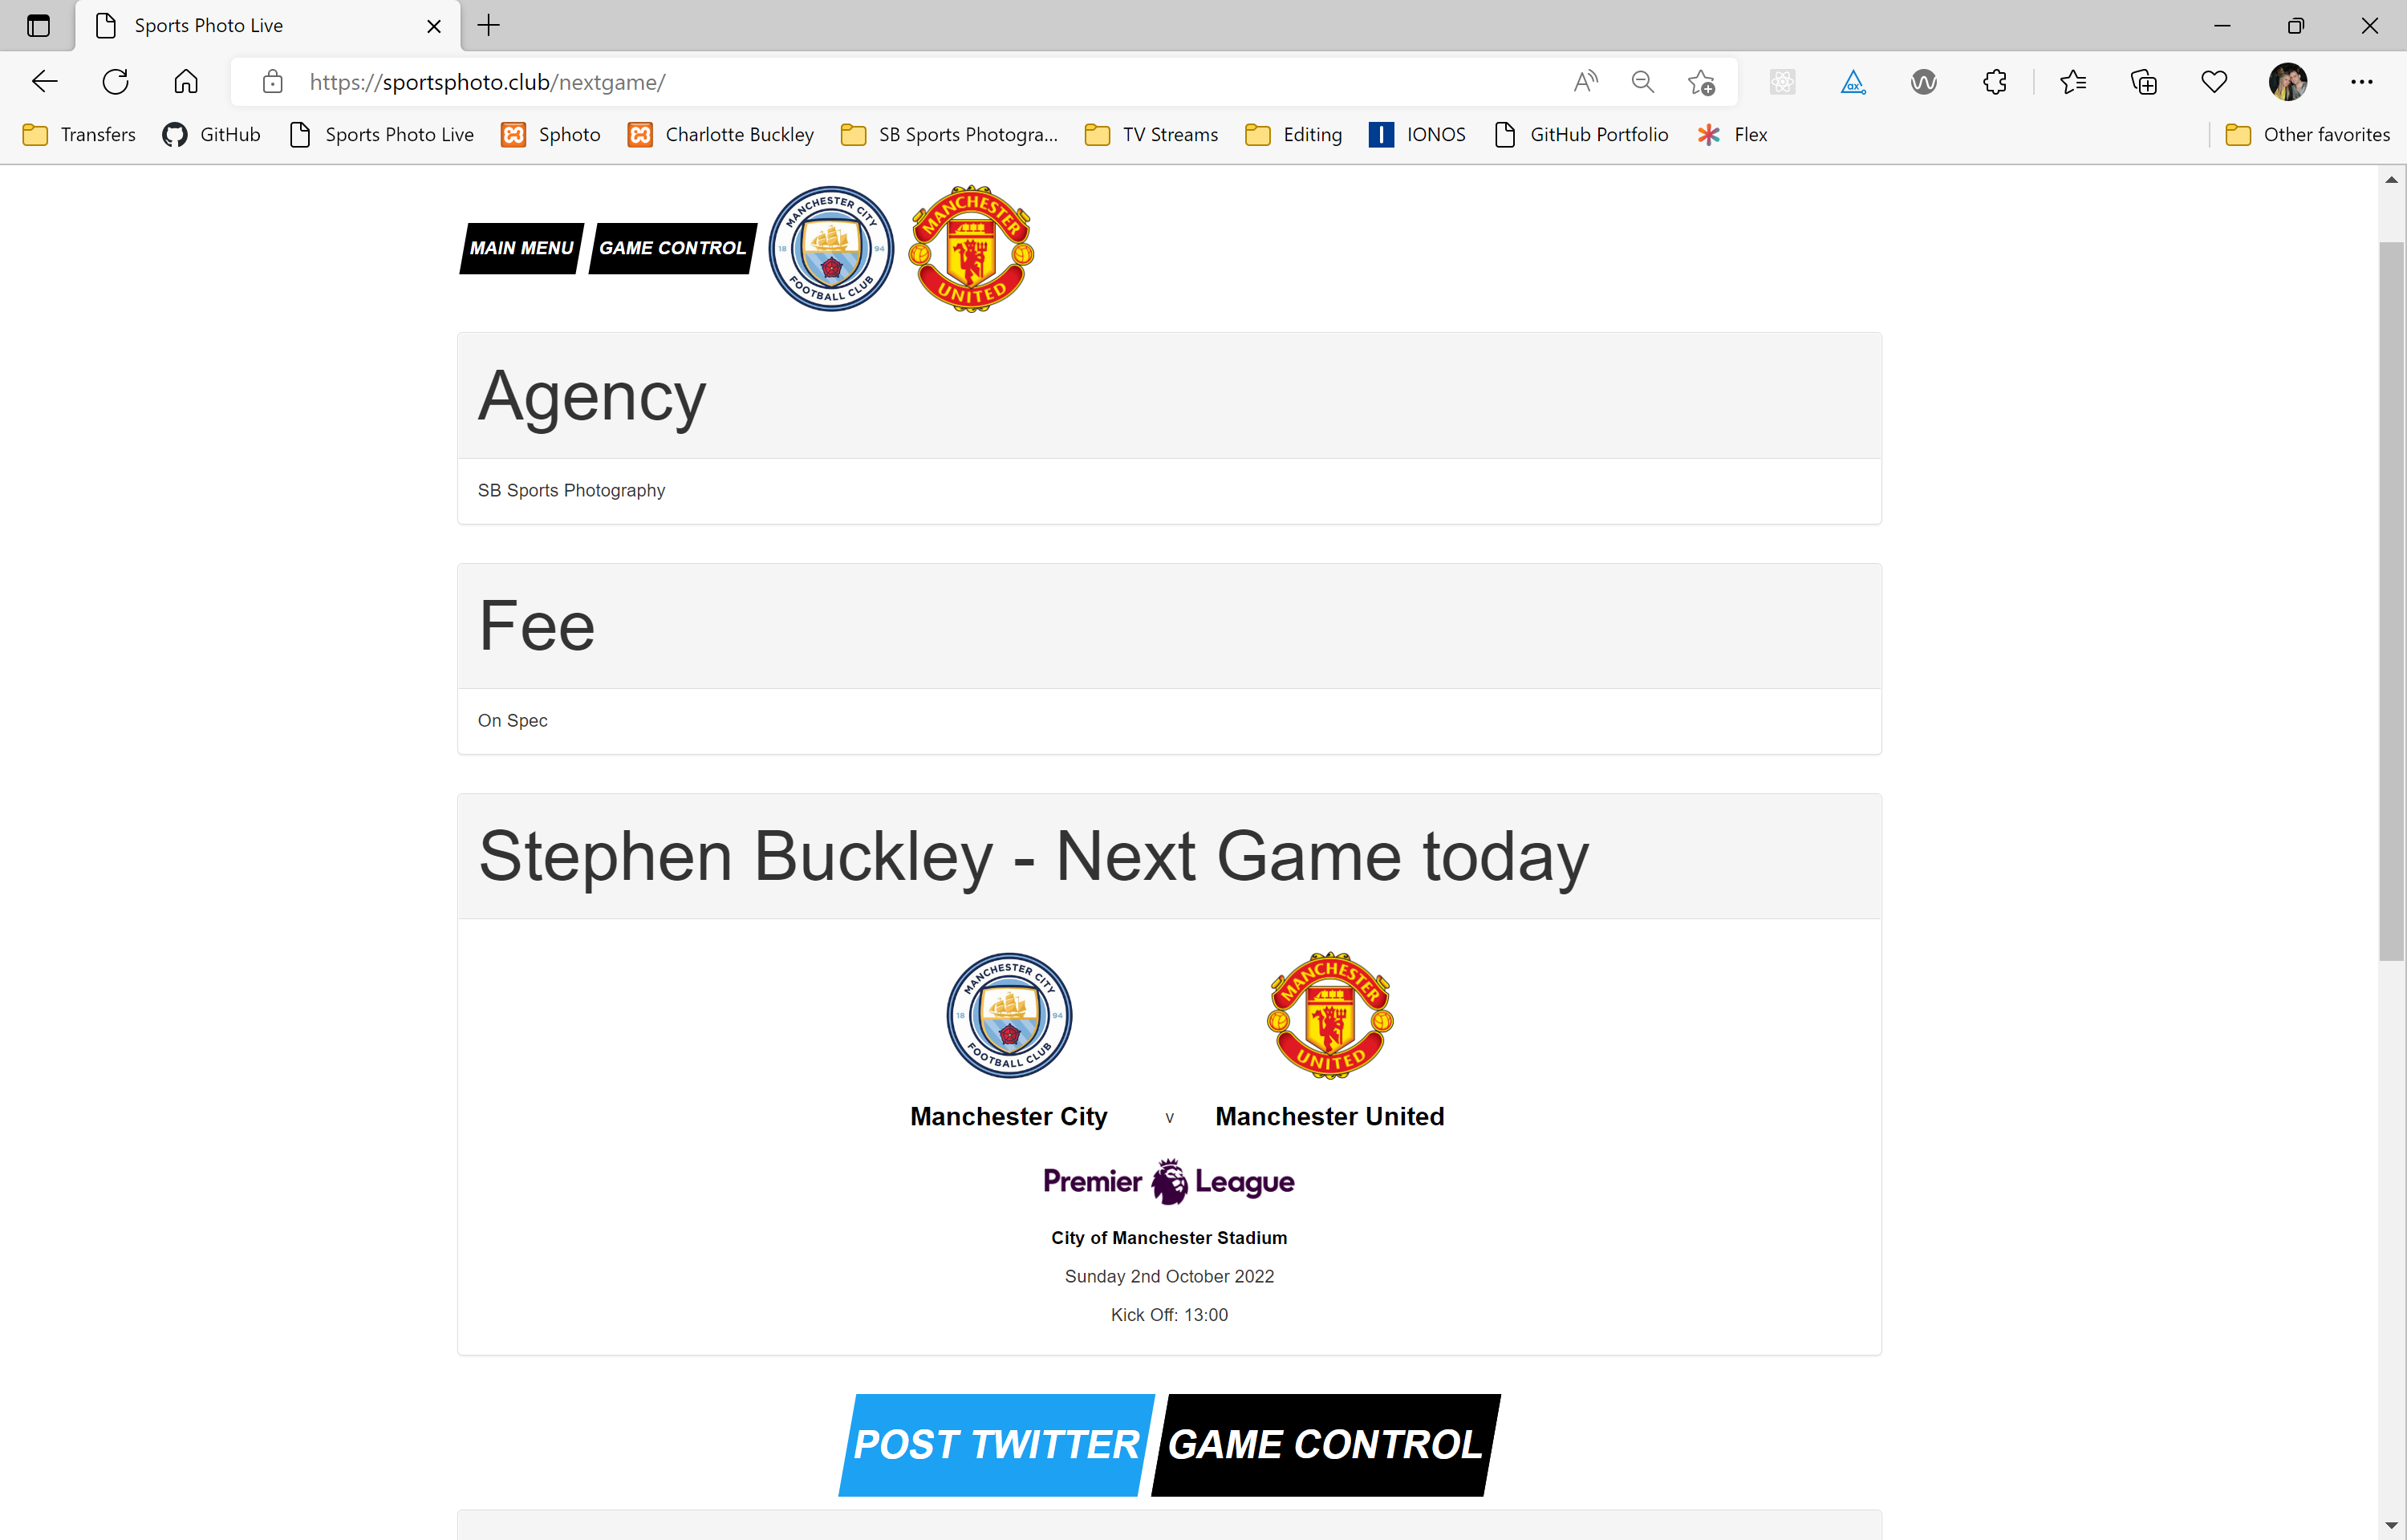 Sports Photo Live
https://sportsphoto.club/nextgame/
Transfers GitHub Sports Photo Live Sphoto Charlotte Buckley SB Sports Photogra... TV Streams Editing IONOS GitHub Portfolio Flex Other favorites
MAIN MENU GAME CONTROL
MANCHESTER CITY
18 94
FOOTBALL CLUB
MANCHESTER
UNITED
Agency
SB Sports Photography
Fee
On Spec
Stephen Buckley - Next Game today
MANCHESTER CITY
18 94
FOOTBALL CLUB
MANCHESTER
UNITED
Manchester City v Manchester United
Premier League
City of Manchester Stadium
Sunday 2nd October 2022
Kick Off: 13:00
POST TWITTER GAME CONTROL